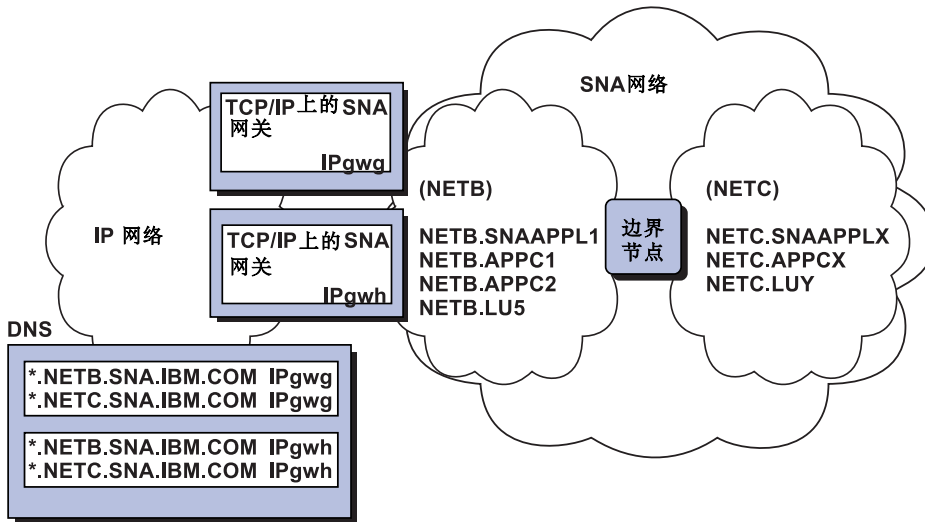 SNA网络
TCP/IP上的SNA
网关
IPgwg
IP 网络
TCP/IP上的SNA
网关
IPgwh
(NETB)
NETB.SNAAPPL1
NETB.APPC1
NETB.APPC2
NETB.LU5
边界
节点
(NETC)
NETC.SNAAPPLX
NETC.APPCX
NETC.LUY
DNS
*.NETB.SNA.IBM.COM IPgwg
*.NETC.SNA.IBM.COM IPgwg
*.NETB.SNA.IBM.COM IPgwh
*.NETC.SNA.IBM.COM IPgwh